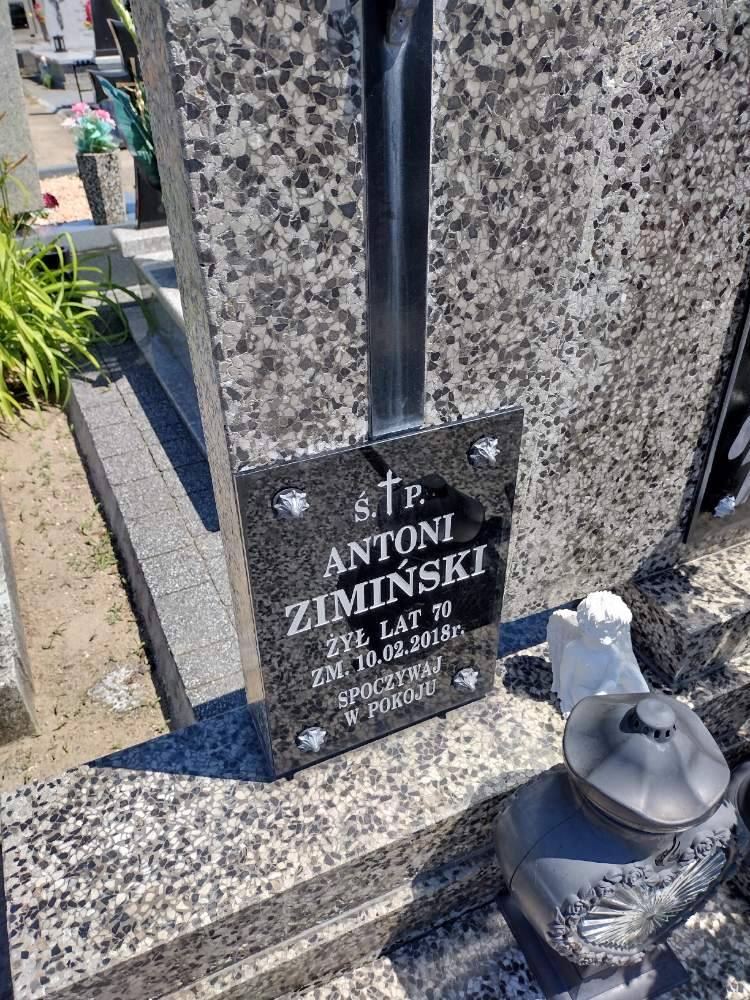 Ś. P.
ANTONI
ZIMIŃSKI
ŻYŁ LAT 70
ZM. 10.02.2018r.
SPOCZYWAJ
W POKOJU